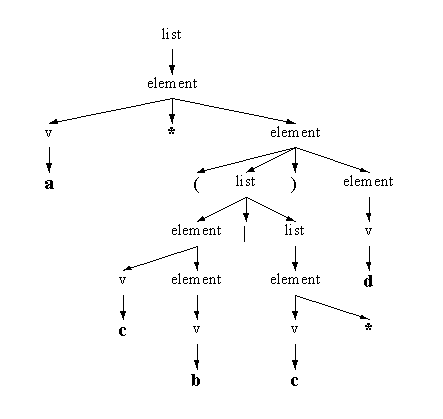 list
element
v * element
a ( list ) element
element | list v
v element element d
c v v *
b c